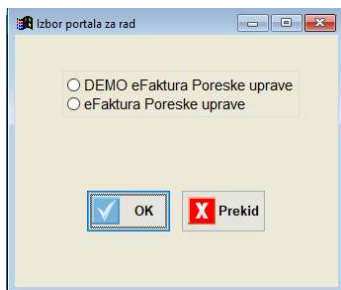 Izbor portala za rad
DEMO eFaktura Poreske uprave
eFaktura Poreske uprave
OK
X Prekid